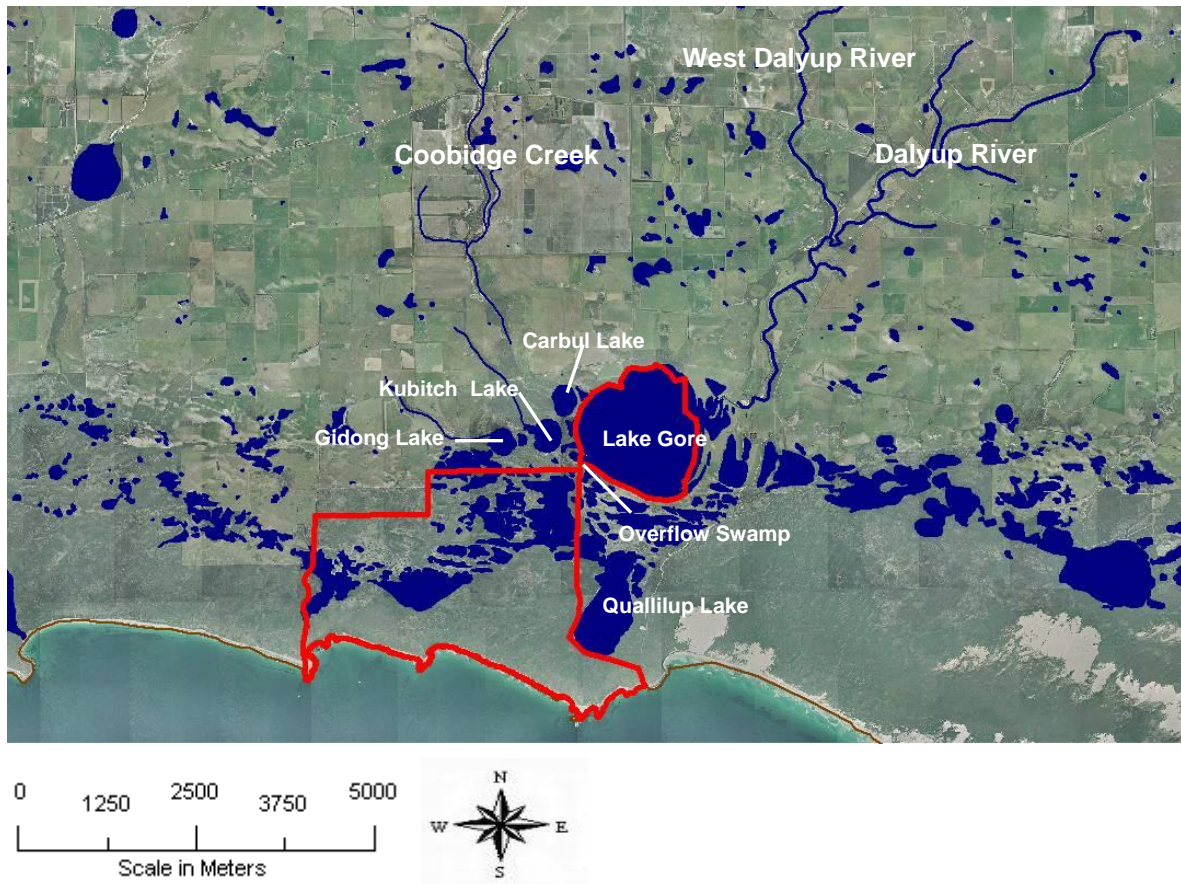 West Dalyup River
Coobidge Creek
Dalyup River
Carbul Lake
Kubitch Lake
Gidong Lake
Lake Gore
Overflow Swamp
Quallilup Lake
0 1250 2500 3750 5000
Scale in Meters
N
W E
S